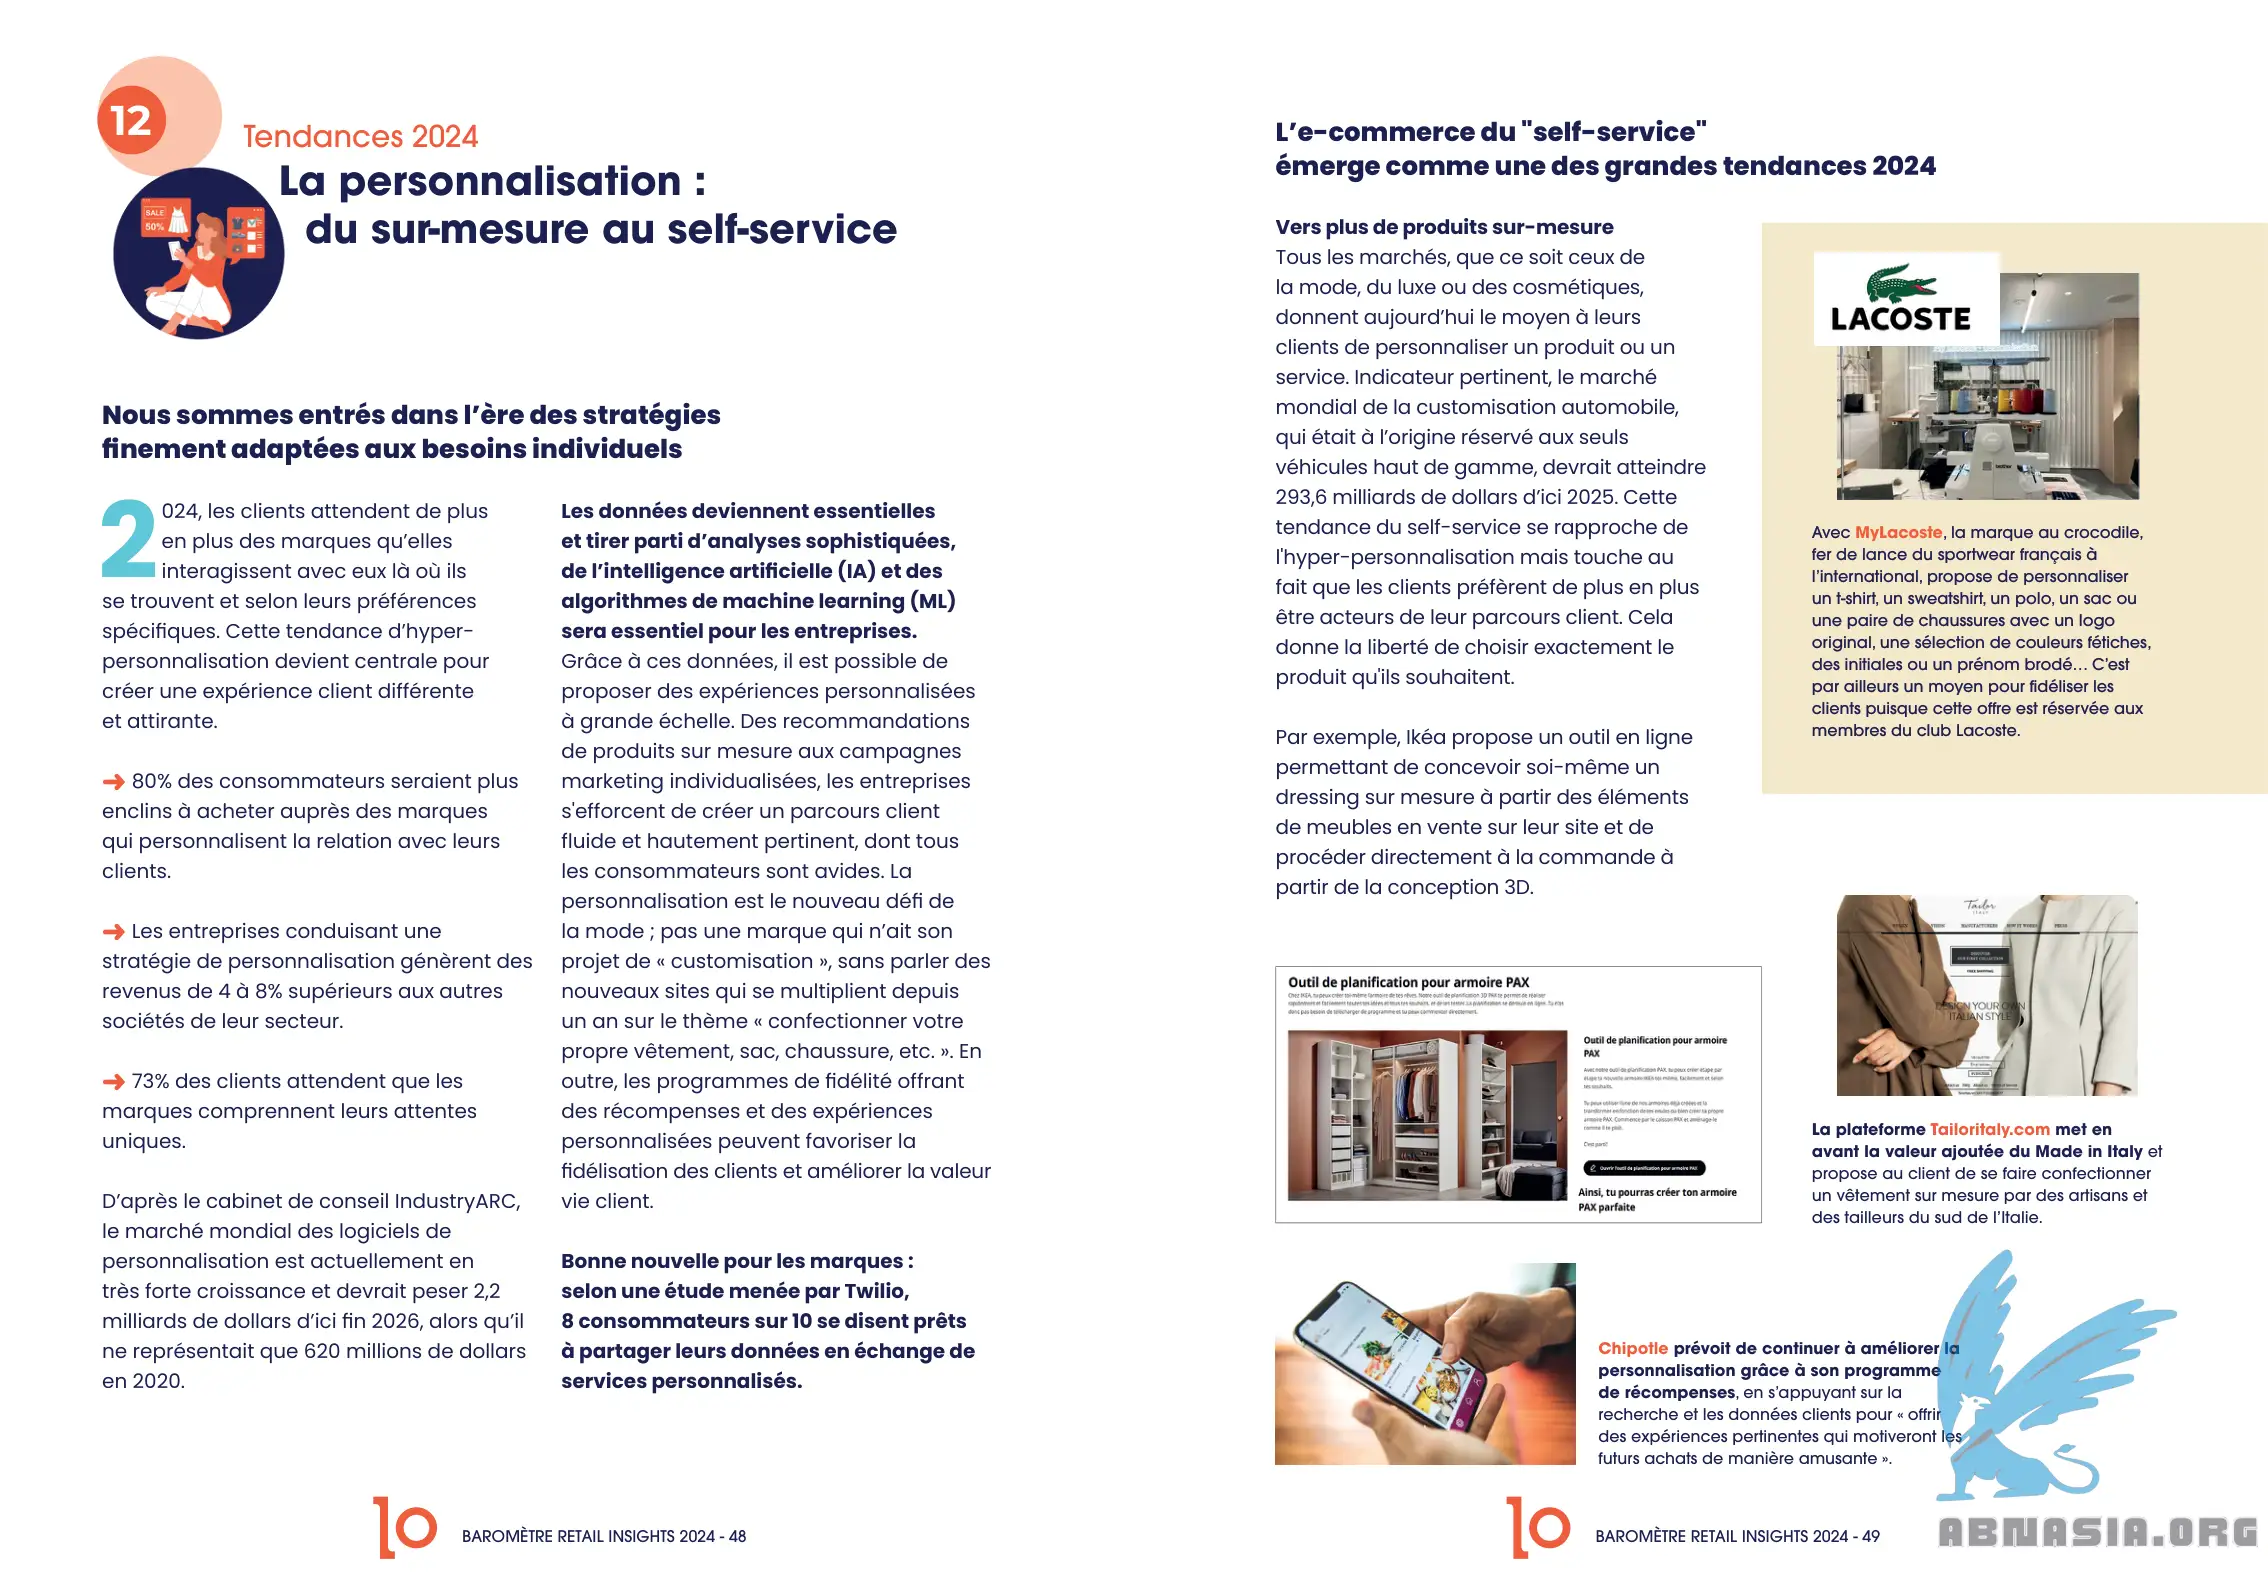 12
Tendances 2024
La personnalisation :
du sur-mesure au self-service
SALE
50%
Nous sommes entrés dans l’ère des stratégies
finement adaptées aux besoins individuels
2024, les clients attendent de plus
en plus des marques qu’elles
interagissent avec eux là où ils
se trouvent et selon leurs préférences
spécifiques. Cette tendance d’hyper-
personnalisation devient centrale pour
créer une expérience client différente
et attirante.
➜ 80% des consommateurs seraient plus
enclins à acheter auprès des marques
qui personnalisent la relation avec leurs
clients.
➜ Les entreprises conduisant une
stratégie de personnalisation génèrent des
revenus de 4 à 8% supérieurs aux autres
sociétés de leur secteur.
➜ 73% des clients attendent que les
marques comprennent leurs attentes
uniques.
D’après le cabinet de conseil IndustryARC,
le marché mondial des logiciels de
personnalisation est actuellement en
très forte croissance et devrait peser 2,2
milliards de dollars d’ici fin 2026, alors qu’il
ne représentait que 620 millions de dollars
en 2020.
Les données deviennent essentielles
et tirer parti d’analyses sophistiquées,
de l’intelligence artificielle (IA) et des
algorithmes de machine learning (ML)
sera essentiel pour les entreprises.
Grâce à ces données, il est possible de
proposer des expériences personnalisées
à grande échelle. Des recommandations
de produits sur mesure aux campagnes
marketing individualisées, les entreprises
s'efforcent de créer un parcours client
fluide et hautement pertinent, dont tous
les consommateurs sont avides. La
personnalisation est le nouveau défi de
la mode ; pas une marque qui n’ait son
projet de « customisation », sans parler des
nouveaux sites qui se multiplient depuis
un an sur le thème « confectionner votre
propre vêtement, sac, chaussure, etc. ». En
outre, les programmes de fidélité offrant
des récompenses et des expériences
personnalisées peuvent favoriser la
fidélisation des clients et améliorer la valeur
vie client.
Bonne nouvelle pour les marques :
selon une étude menée par Twilio,
8 consommateurs sur 10 se disent prêts
à partager leurs données en échange de
services personnalisés.
10
BAROMÈTRE RETAIL INSIGHTS 2024 - 48
L’e-commerce du "self-service"
émerge comme une des grandes tendances 2024
Vers plus de produits sur-mesure
Tous les marchés, que ce soit ceux de
la mode, du luxe ou des cosmétiques,
donnent aujourd’hui le moyen à leurs
clients de personnaliser un produit ou un
service. Indicateur pertinent, le marché
mondial de la customisation automobile,
qui était à l’origine réservé aux seuls
véhicules haut de gamme, devrait atteindre
293,6 milliards de dollars d’ici 2025. Cette
tendance du self-service se rapproche de
l'hyper-personnalisation mais touche au
fait que les clients préfèrent de plus en plus
être acteurs de leur parcours client. Cela
donne la liberté de choisir exactement le
produit qu'ils souhaitent.
Par exemple, Ikéa propose un outil en ligne
permettant de concevoir soi-même un
dressing sur mesure à partir des éléments
de meubles en vente sur leur site et de
procéder directement à la commande à
partir de la conception 3D.
Outil de planification pour armoire PAX
Outil de planification pour armoire
PAX
C'est parti!
Ouvrir l'outil de planification pour armoire PAX
Ainsi, tu pourras créer ton armoire
PAX parfaite
LACOSTE
brother
Avec MyLacoste, la marque au crocodile,
fer de lance du sportwear français à
l’international, propose de personnaliser
un t-shirt, un sweatshirt, un polo, un sac ou
une paire de chaussures avec un logo
original, une sélection de couleurs fétiches,
des initiales ou un prénom brodé… C’est
par ailleurs un moyen pour fidéliser les
clients puisque cette offre est réservée aux
membres du club Lacoste.
Tailor
ITALY
DESIGN YOUR OWN
ITALIAN STYLE
La plateforme Tailoritaly.com met en
avant la valeur ajoutée du Made in Italy et
propose au client de se faire confectionner
un vêtement sur mesure par des artisans et
des tailleurs du sud de l’Italie.
Chipotle prévoit de continuer à améliorer la
personnalisation grâce à son programme
de récompenses, en s’appuyant sur la
recherche et les données clients pour « offrir
des expériences pertinentes qui motiveront les
futurs achats de manière amusante ».
10
BAROMÈTRE RETAIL INSIGHTS 2024 - 49
ABNASIA.ORG